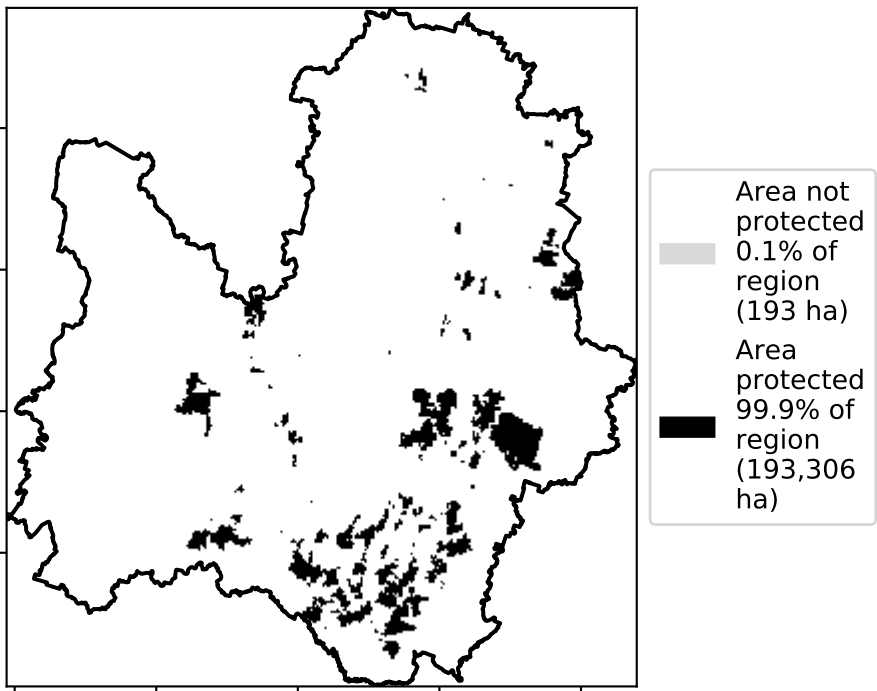 Area not
protected
0.1% of
region
(193 ha)
Area
protected
99.9% of
region
(193,306
ha)